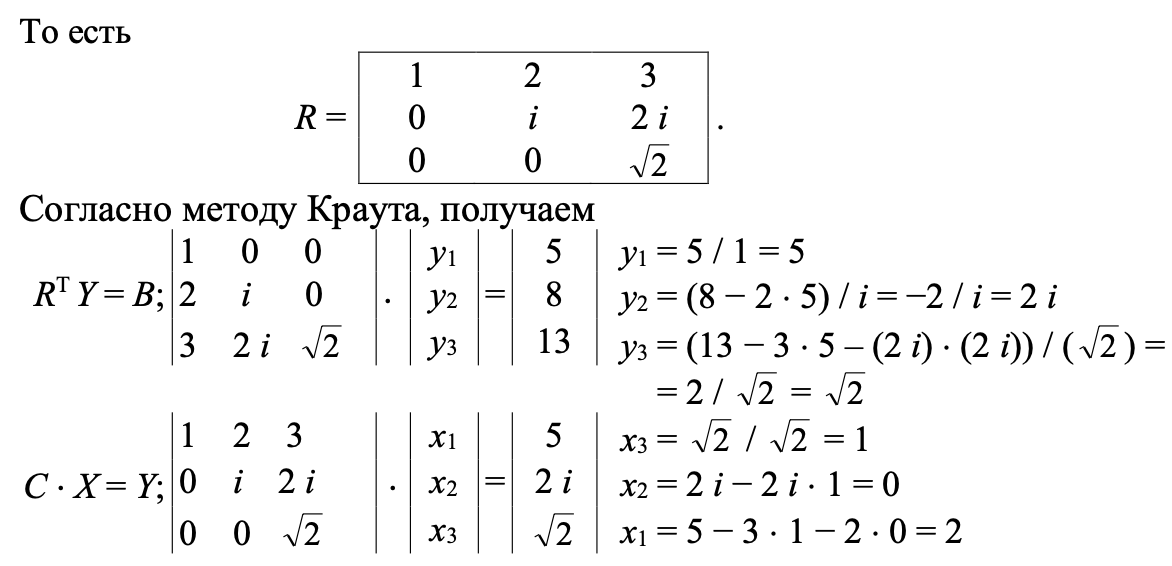 То есть
1 2 3
R = 0 i 2 i .
0 0 √2
Согласно методу Краута, получаем
1 0 0 y1 5 y1 = 5 / 1 = 5
Rᵀ Y = B; 2 i 0 · y2 = 8 y2 = (8 − 2 · 5) / i = −2 / i = 2 i
3 2 i √2 y3 13 y3 = (13 − 3 · 5 – (2 i) · (2 i)) / (√2) =
= 2 / √2 = √2
1 2 3 x1 5 x3 = √2 / √2 = 1
C · X = Y; 0 i 2 i · x2 = 2 i x2 = 2 i − 2 i · 1 = 0
0 0 √2 x3 √2 x1 = 5 − 3 · 1 − 2 · 0 = 2